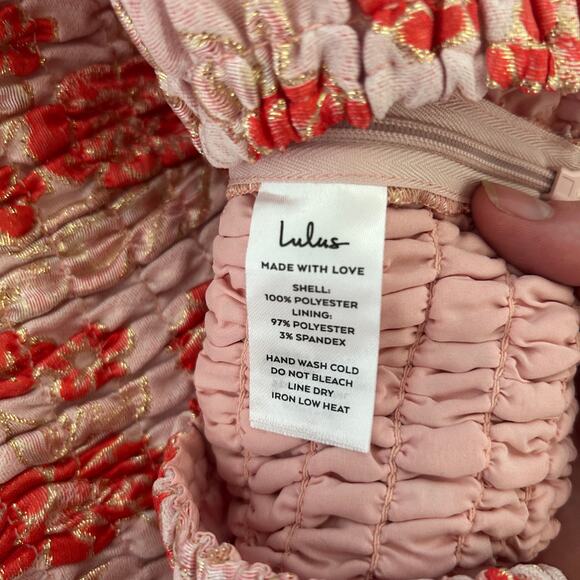 Lulus
MADE WITH LOVE
SHELL:
100% POLYESTER
LINING:
97% POLYESTER
3% SPANDEX
HAND WASH COLD
DO NOT BLEACH
LINE DRY
IRON LOW HEAT